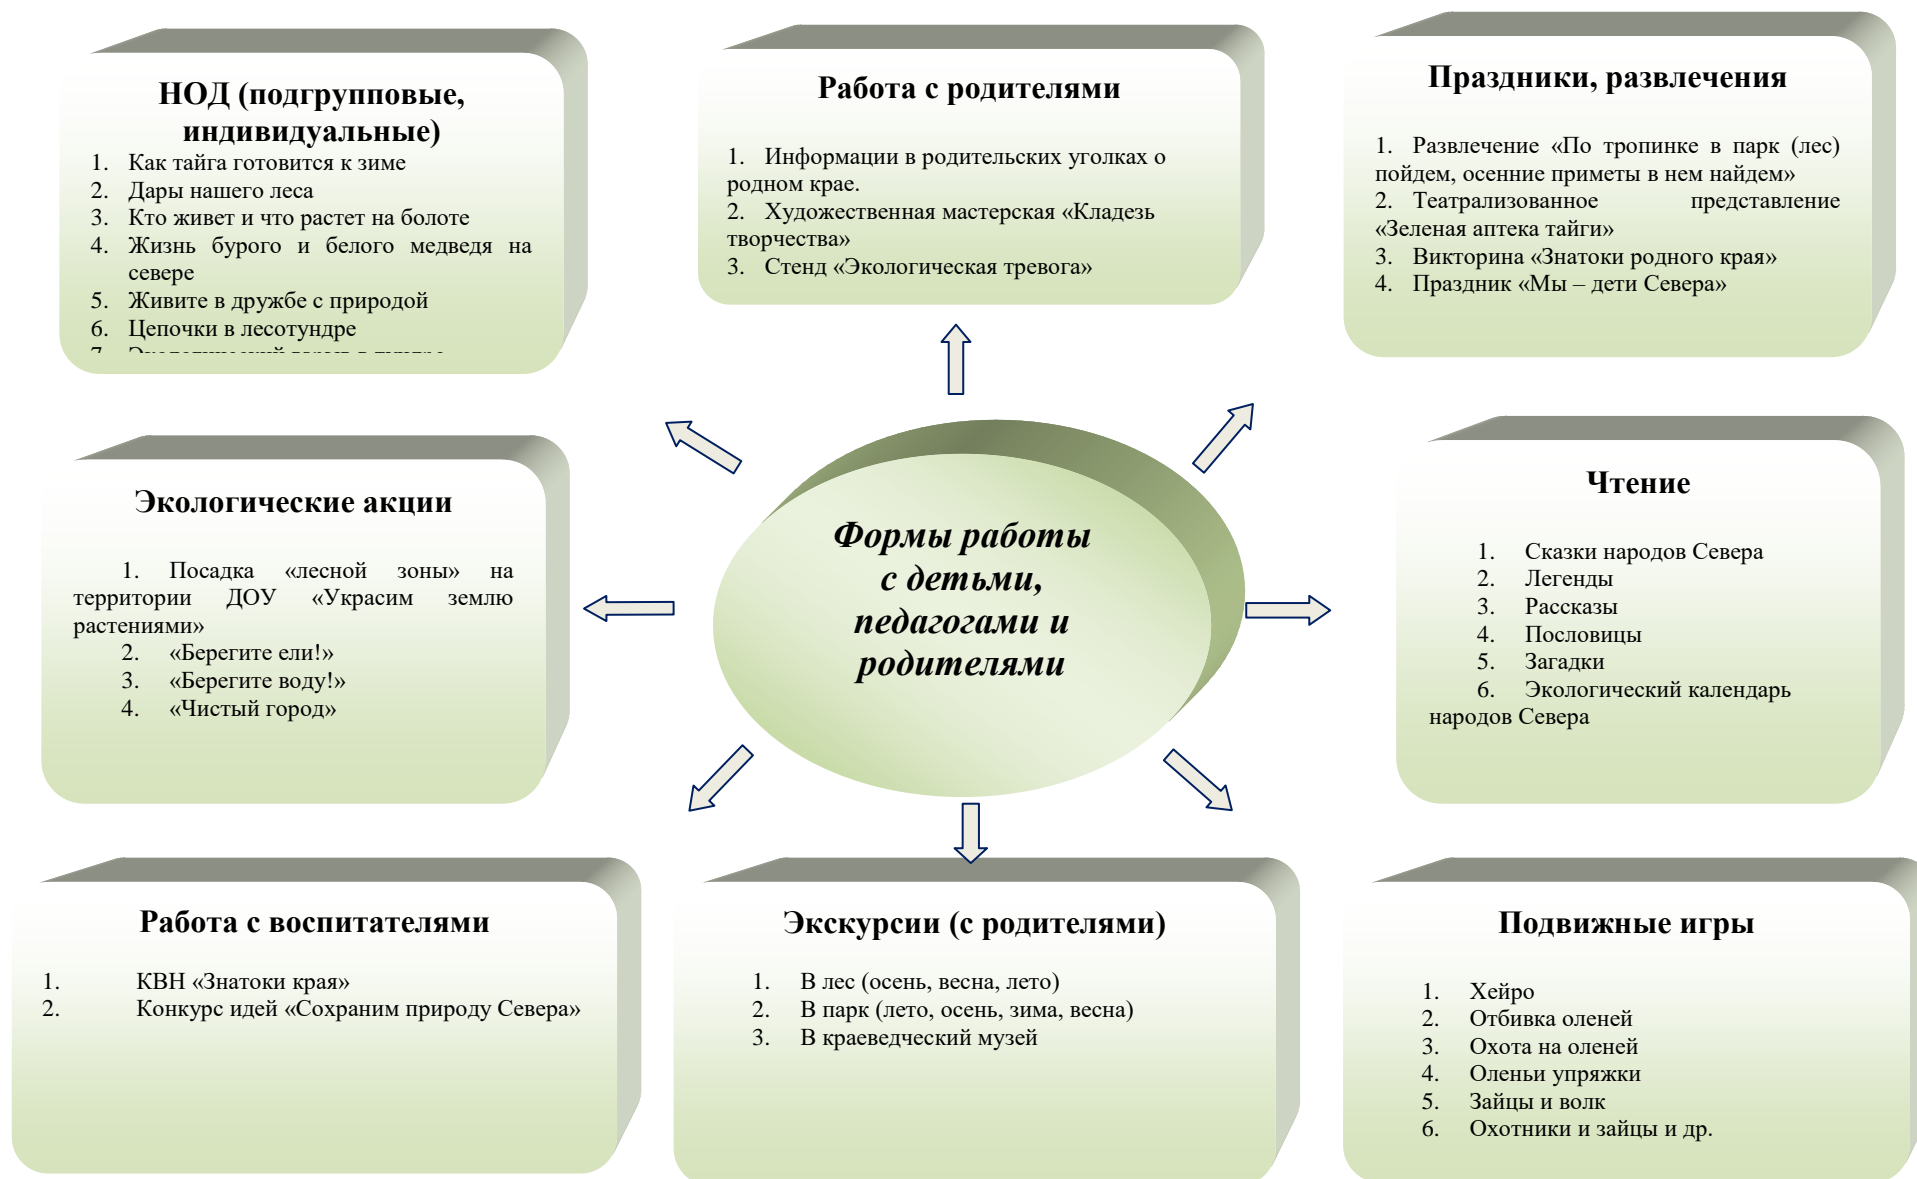 НОД (подгрупповые,
индивидуальные)
1. Как тайга готовится к зиме
2. Дары нашего леса
3. Кто живет и что растет на болоте
4. Жизнь бурого и белого медведя на
севере
5. Живите в дружбе с природой
6. Цепочки в лесотундре
7.
Работа с родителями
1. Информации в родительских уголках о
родном крае.
2. Художественная мастерская «Кладезь
творчества»
3. Стенд «Экологическая тревога»
Праздники, развлечения
1. Развлечение «По тропинке в парк (лес)
пойдем, осенние приметы в нем найдем»
2. Театрализованное представление
«Зеленая аптека тайги»
3. Викторина «Знатоки родного края»
4. Праздник «Мы – дети Севера»
Экологические акции
1. Посадка «лесной зоны» на
территории ДОУ «Украсим землю
растениями»
2. «Берегите ели!»
3. «Берегите воду!»
4. «Чистый город»
Формы работы
с детьми,
педагогами и
родителями
Чтение
1. Сказки народов Севера
2. Легенды
3. Рассказы
4. Пословицы
5. Загадки
6. Экологический календарь
народов Севера
Работа с воспитателями
1. КВН «Знатоки края»
2. Конкурс идей «Сохраним природу Севера»
Экскурсии (с родителями)
1. В лес (осень, весна, лето)
2. В парк (лето, осень, зима, весна)
3. В краеведческий музей
Подвижные игры
1. Хейро
2. Отбивка оленей
3. Охота на оленей
4. Оленьи упряжки
5. Зайцы и волк
6. Охотники и зайцы и др.